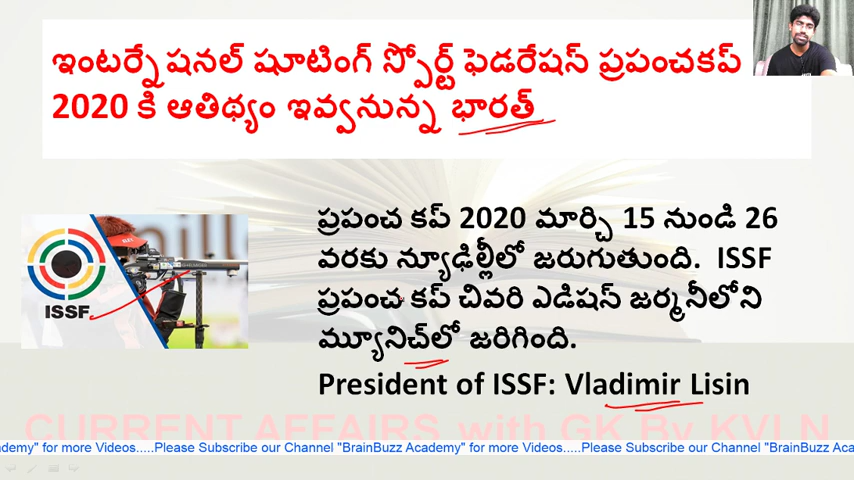 ఇంటర్నేషనల్ షూటింగ్ స్పోర్ట్ ఫెడరేషస్ ప్రపంచకప్
2020 కి ఆతిథ్యం ఇవ్వనున్న భారత్
ప్రపంచ కప్ 2020 మార్చి 15 నుండి 26
వరకు న్యూఢిల్లీలో జరుగుతుంది. ISSF
ప్రపంచ కప్ చివరి ఎడిషస్ జర్మనీలోని
మ్యూనిచ్‌లో జరిగింది.
ISSF
President of ISSF: Vladimir Lisin
CURRENT AFFAIRS with GK By KVLN
ademy" for more Videos.....Please Subscribe our Channel "BrainBuzz Academy" for more Videos.....Please Subscribe our Channel "BrainBuzz Aca